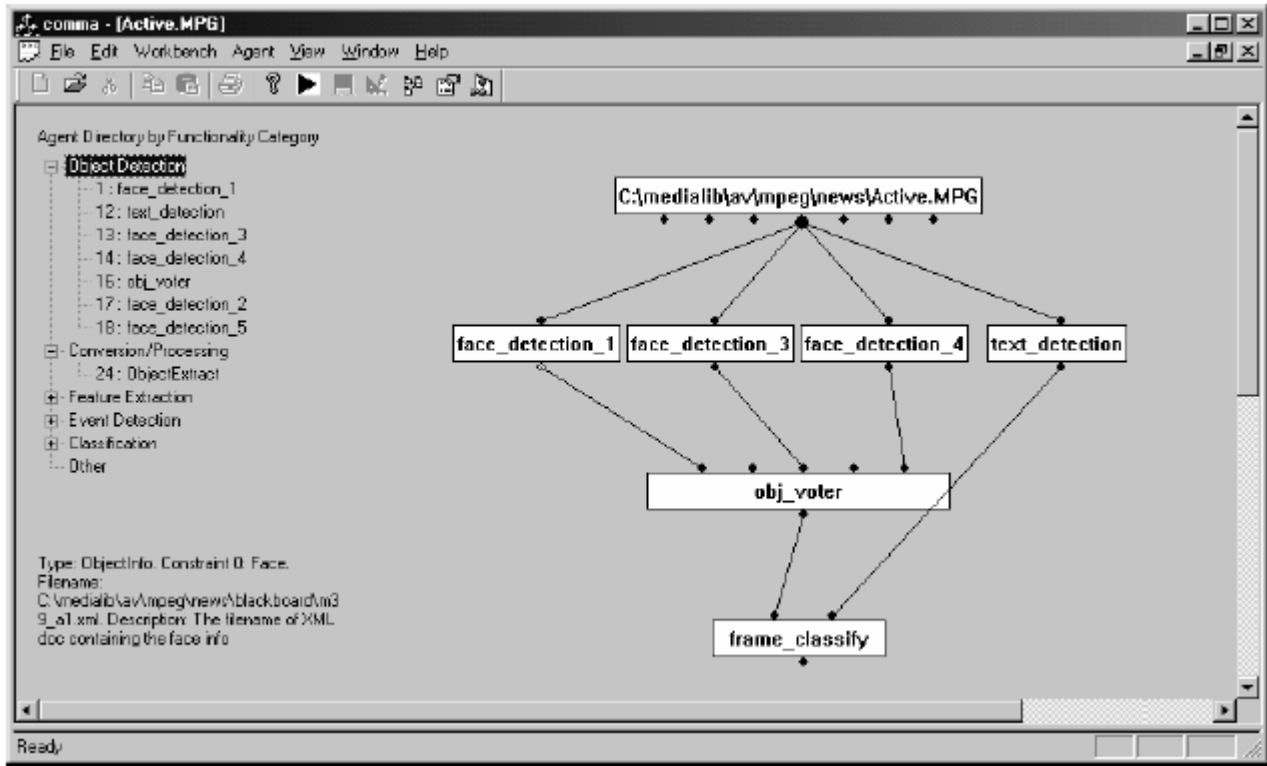 comma - [Active.MPG]
File Edit Workbench Agent View Window Help
Agent Directory by Functionality Category
Object Detection
1 : face_detection_1
12 : text_detection
13 : face_detection_3
14 : face_detection_4
16 : obj_voter
17 : face_detection_2
18 : face_detection_5
Conversion/Processing
24 : ObjectExtract
Feature Extraction
Event Detection
Classification
Other
Type: ObjectInfo. Constraint 0: Face.
Filename:
C:\medialib\av\mpeg\news\blackboard\m3
9_a1.xml. Description: The filename of XML
doc containing the face info
C:\medialib\av\mpeg\news\Active.MPG
face_detection_1
face_detection_3
face_detection_4
text_detection
obj_voter
frame_classify
Ready